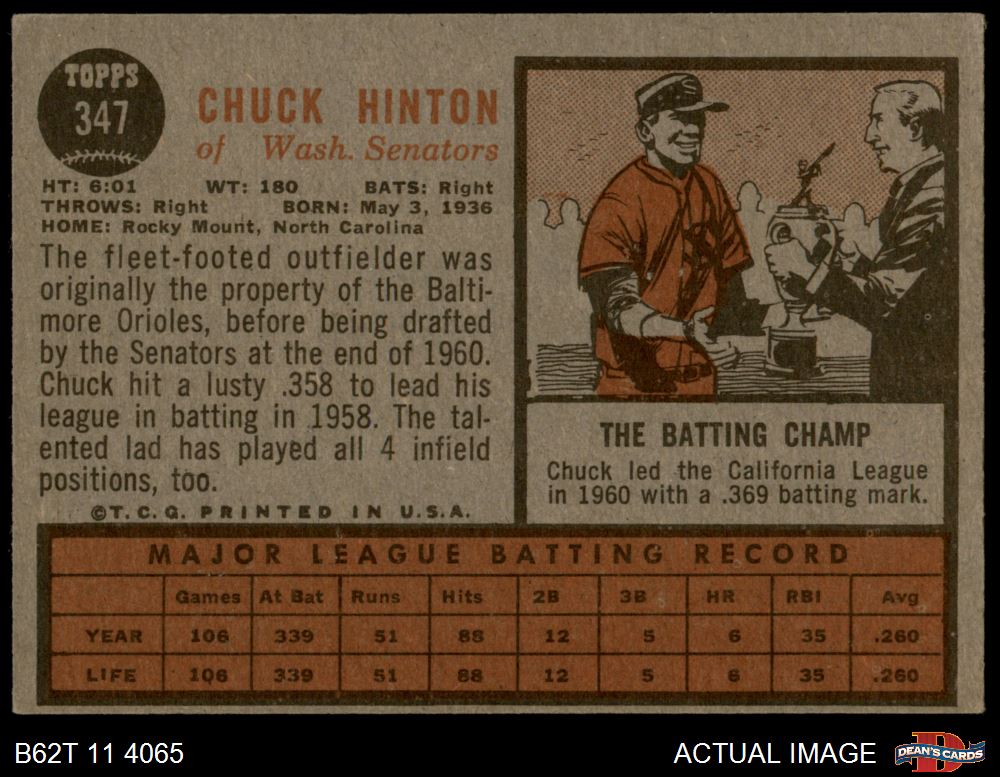 TOPPS
347
CHUCK HINTON
of Wash. Senators
HT: 6:01 WT: 180 BATS: Right
THROWS: Right BORN: May 3, 1936
HOME: Rocky Mount, North Carolina
The fleet-footed outfielder was
originally the property of the Balti-
more Orioles, before being drafted
by the Senators at the end of 1960.
Chuck hit a lusty .358 to lead his
league in batting in 1958. The tal-
ented lad has played all 4 infield
positions, too.
©T.C.G. PRINTED IN U.S.A.
S
S
THE BATTING CHAMP
Chuck led the California League
in 1960 with a .369 batting mark.
MAJOR LEAGUE BATTING RECORD
Games At Bat Runs Hits 2B 3B HR RBI Avg
YEAR 106 339 51 88 12 5 6 35 .260
LIFE 106 339 51 88 12 5 6 35 .260
B62T 11 4065
ACTUAL IMAGE
D
DEAN'S CARDS